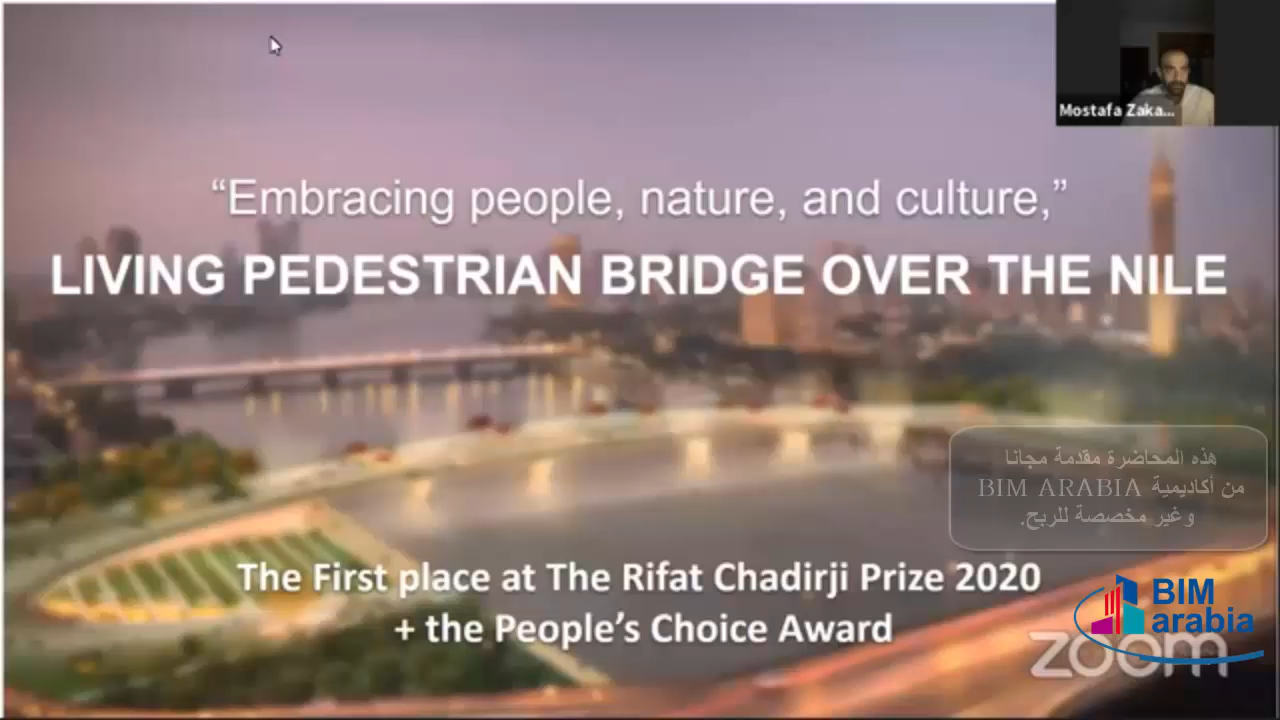 Mostafa Zaka...
“Embracing people, nature, and culture,”
LIVING PEDESTRIAN BRIDGE OVER THE NILE
هذه المحاضرة مقدمة مجانا
من أكاديمية BIM ARABIA
وغير مخصصة للربح.
The First place at The Rifat Chadirji Prize 2020
+ the People’s Choice Award
BIM
arabia
zoom